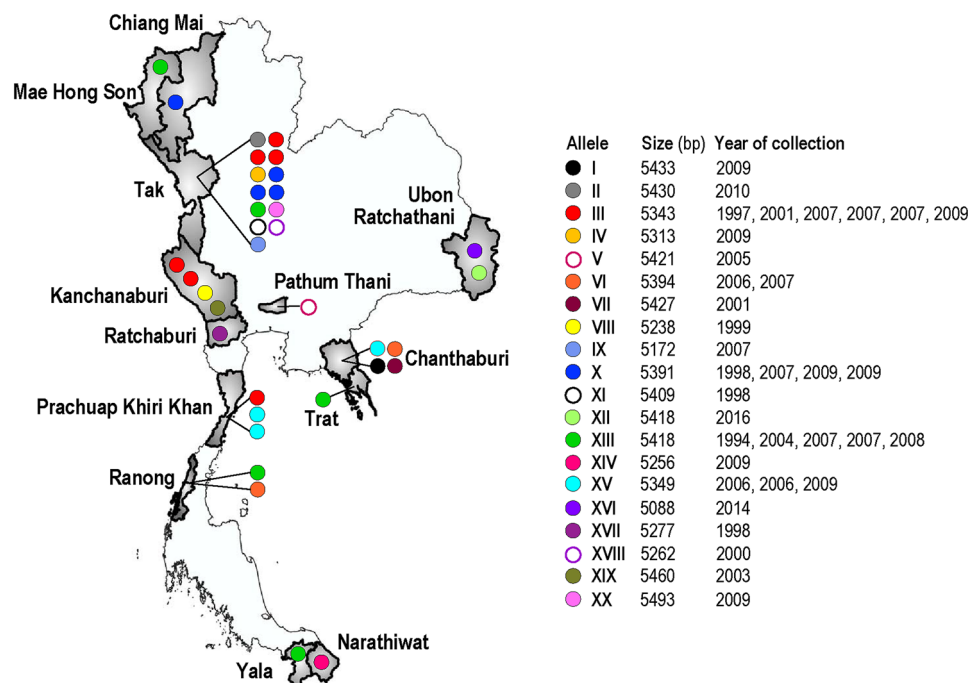 Chiang Mai
Mae Hong Son
Tak
Ubon
Ratchathani
Pathum Thani
Kanchanaburi
Ratchaburi
Chanthaburi
Prachuap Khiri Khan
Trat
Ranong
Narathiwat
Yala
Allele Size (bp) Year of collection
I 5433 2009
II 5430 2010
III 5343 1997, 2001, 2007, 2007, 2007, 2009
IV 5313 2009
V 5421 2005
VI 5394 2006, 2007
VII 5427 2001
VIII 5238 1999
IX 5172 2007
X 5391 1998, 2007, 2009, 2009
XI 5409 1998
XII 5418 2016
XIII 5418 1994, 2004, 2007, 2007, 2008
XIV 5256 2009
XV 5349 2006, 2006, 2009
XVI 5088 2014
XVII 5277 1998
XVIII 5262 2000
XIX 5460 2003
XX 5493 2009